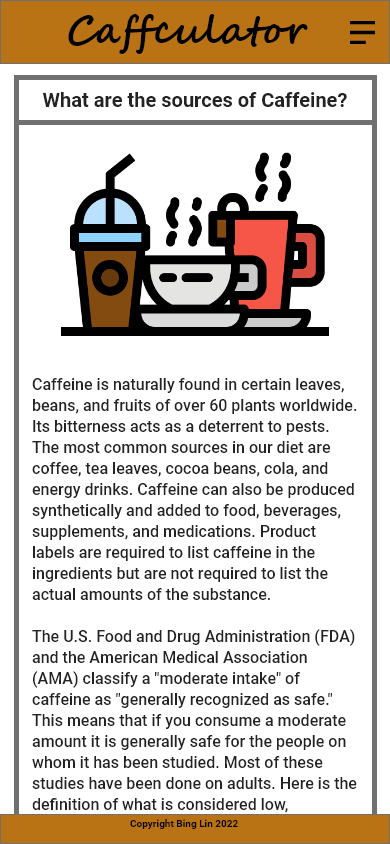 Caffculator
What are the sources of Caffeine?
Caffeine is naturally found in certain leaves,
beans, and fruits of over 60 plants worldwide.
Its bitterness acts as a deterrent to pests.
The most common sources in our diet are
coffee, tea leaves, cocoa beans, cola, and
energy drinks. Caffeine can also be produced
synthetically and added to food, beverages,
supplements, and medications. Product
labels are required to list caffeine in the
ingredients but are not required to list the
actual amounts of the substance.
The U.S. Food and Drug Administration (FDA)
and the American Medical Association
(AMA) classify a "moderate intake" of
caffeine as "generally recognized as safe."
This means that if you consume a moderate
amount it is generally safe for the people on
whom it has been studied. Most of these
studies have been done on adults. Here is the
definition of what is considered low,
Copyright Bing Lin 2022